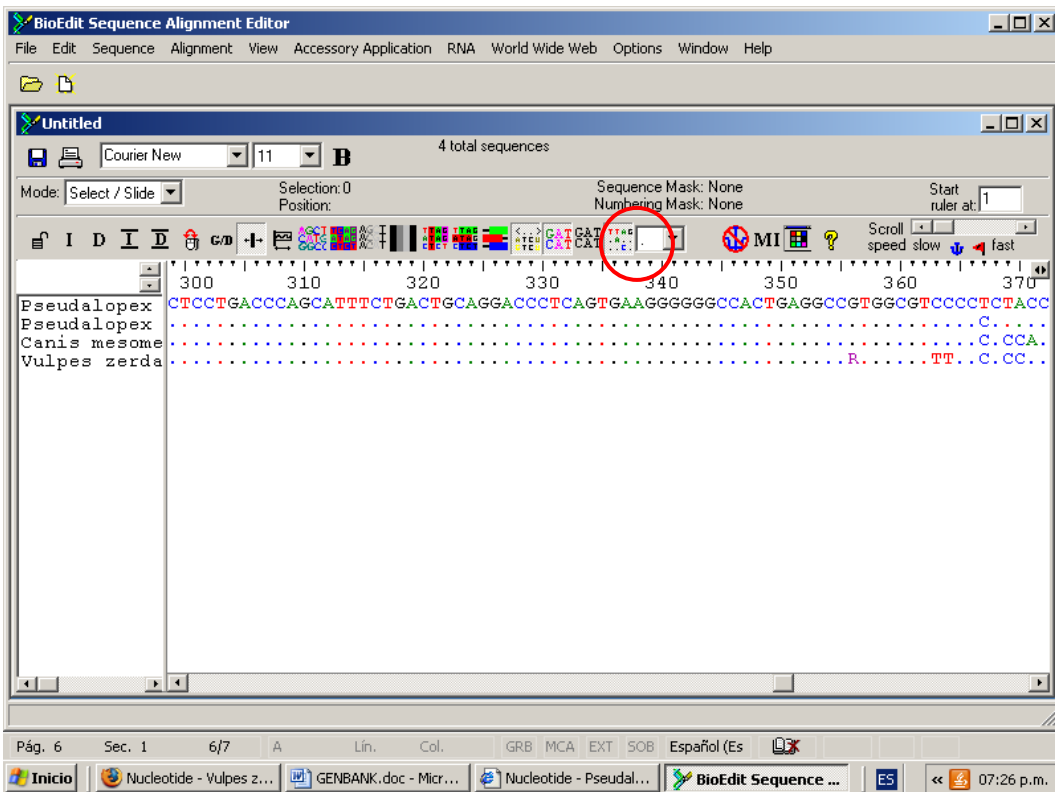 BioEdit Sequence Alignment Editor
File Edit Sequence Alignment View Accessory Application RNA World Wide Web Options Window Help
Untitled
Courier New 11 B 4 total sequences
Mode: Select / Slide Selection: 0 Sequence Mask: None Start
Position: Numbering Mask: None ruler at: 1
I D I D G/D MI ? Scroll
speed slow fast
300 310 320 330 340 350 360 370
Pseudalopex CTCCTGACCCAGCATTTCTGACTGCAGGACCCTCAGTGAAGGGGGGCCACTGAGGCCGTGGCGTCCCCTCTACC
Pseudalopex ...................................................................C.....
Canis mesome ...................................................................C.CCA.
Vulpes zerda ........................................................R......TT..C.CC..
Pág. 6 Sec. 1 6/7 A Lín. Col. GRB MCA EXT SOB Español (Es
Inicio Nucleotide - Vulpes z... GENBANK.doc - Micr... Nucleotide - Pseudal... BioEdit Sequence ... ES « 07:26 p.m.